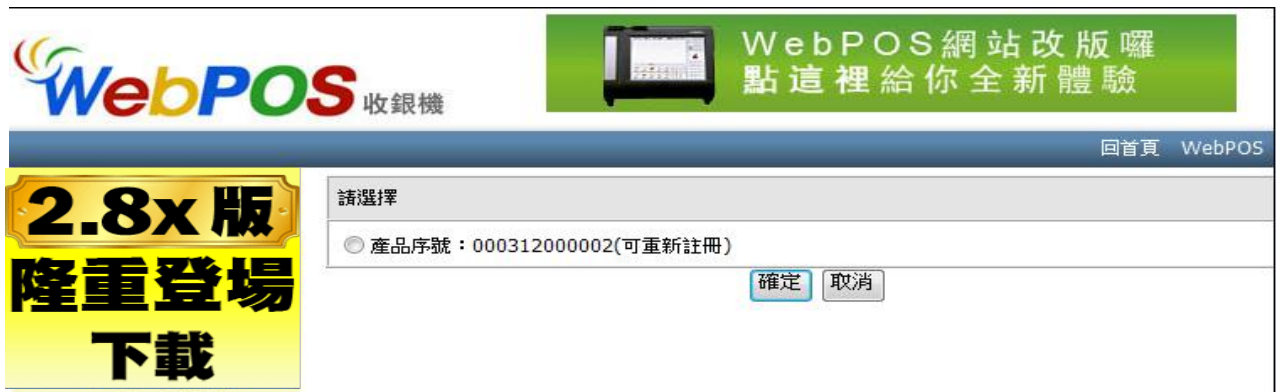 WebPOS 收銀機
WebPOS網站改版囉
點這裡給你全新體驗
回首頁 WebPOS
2.8x 版
隆重登場
下載
請選擇
產品序號：000312000002(可重新註冊)
確定 取消